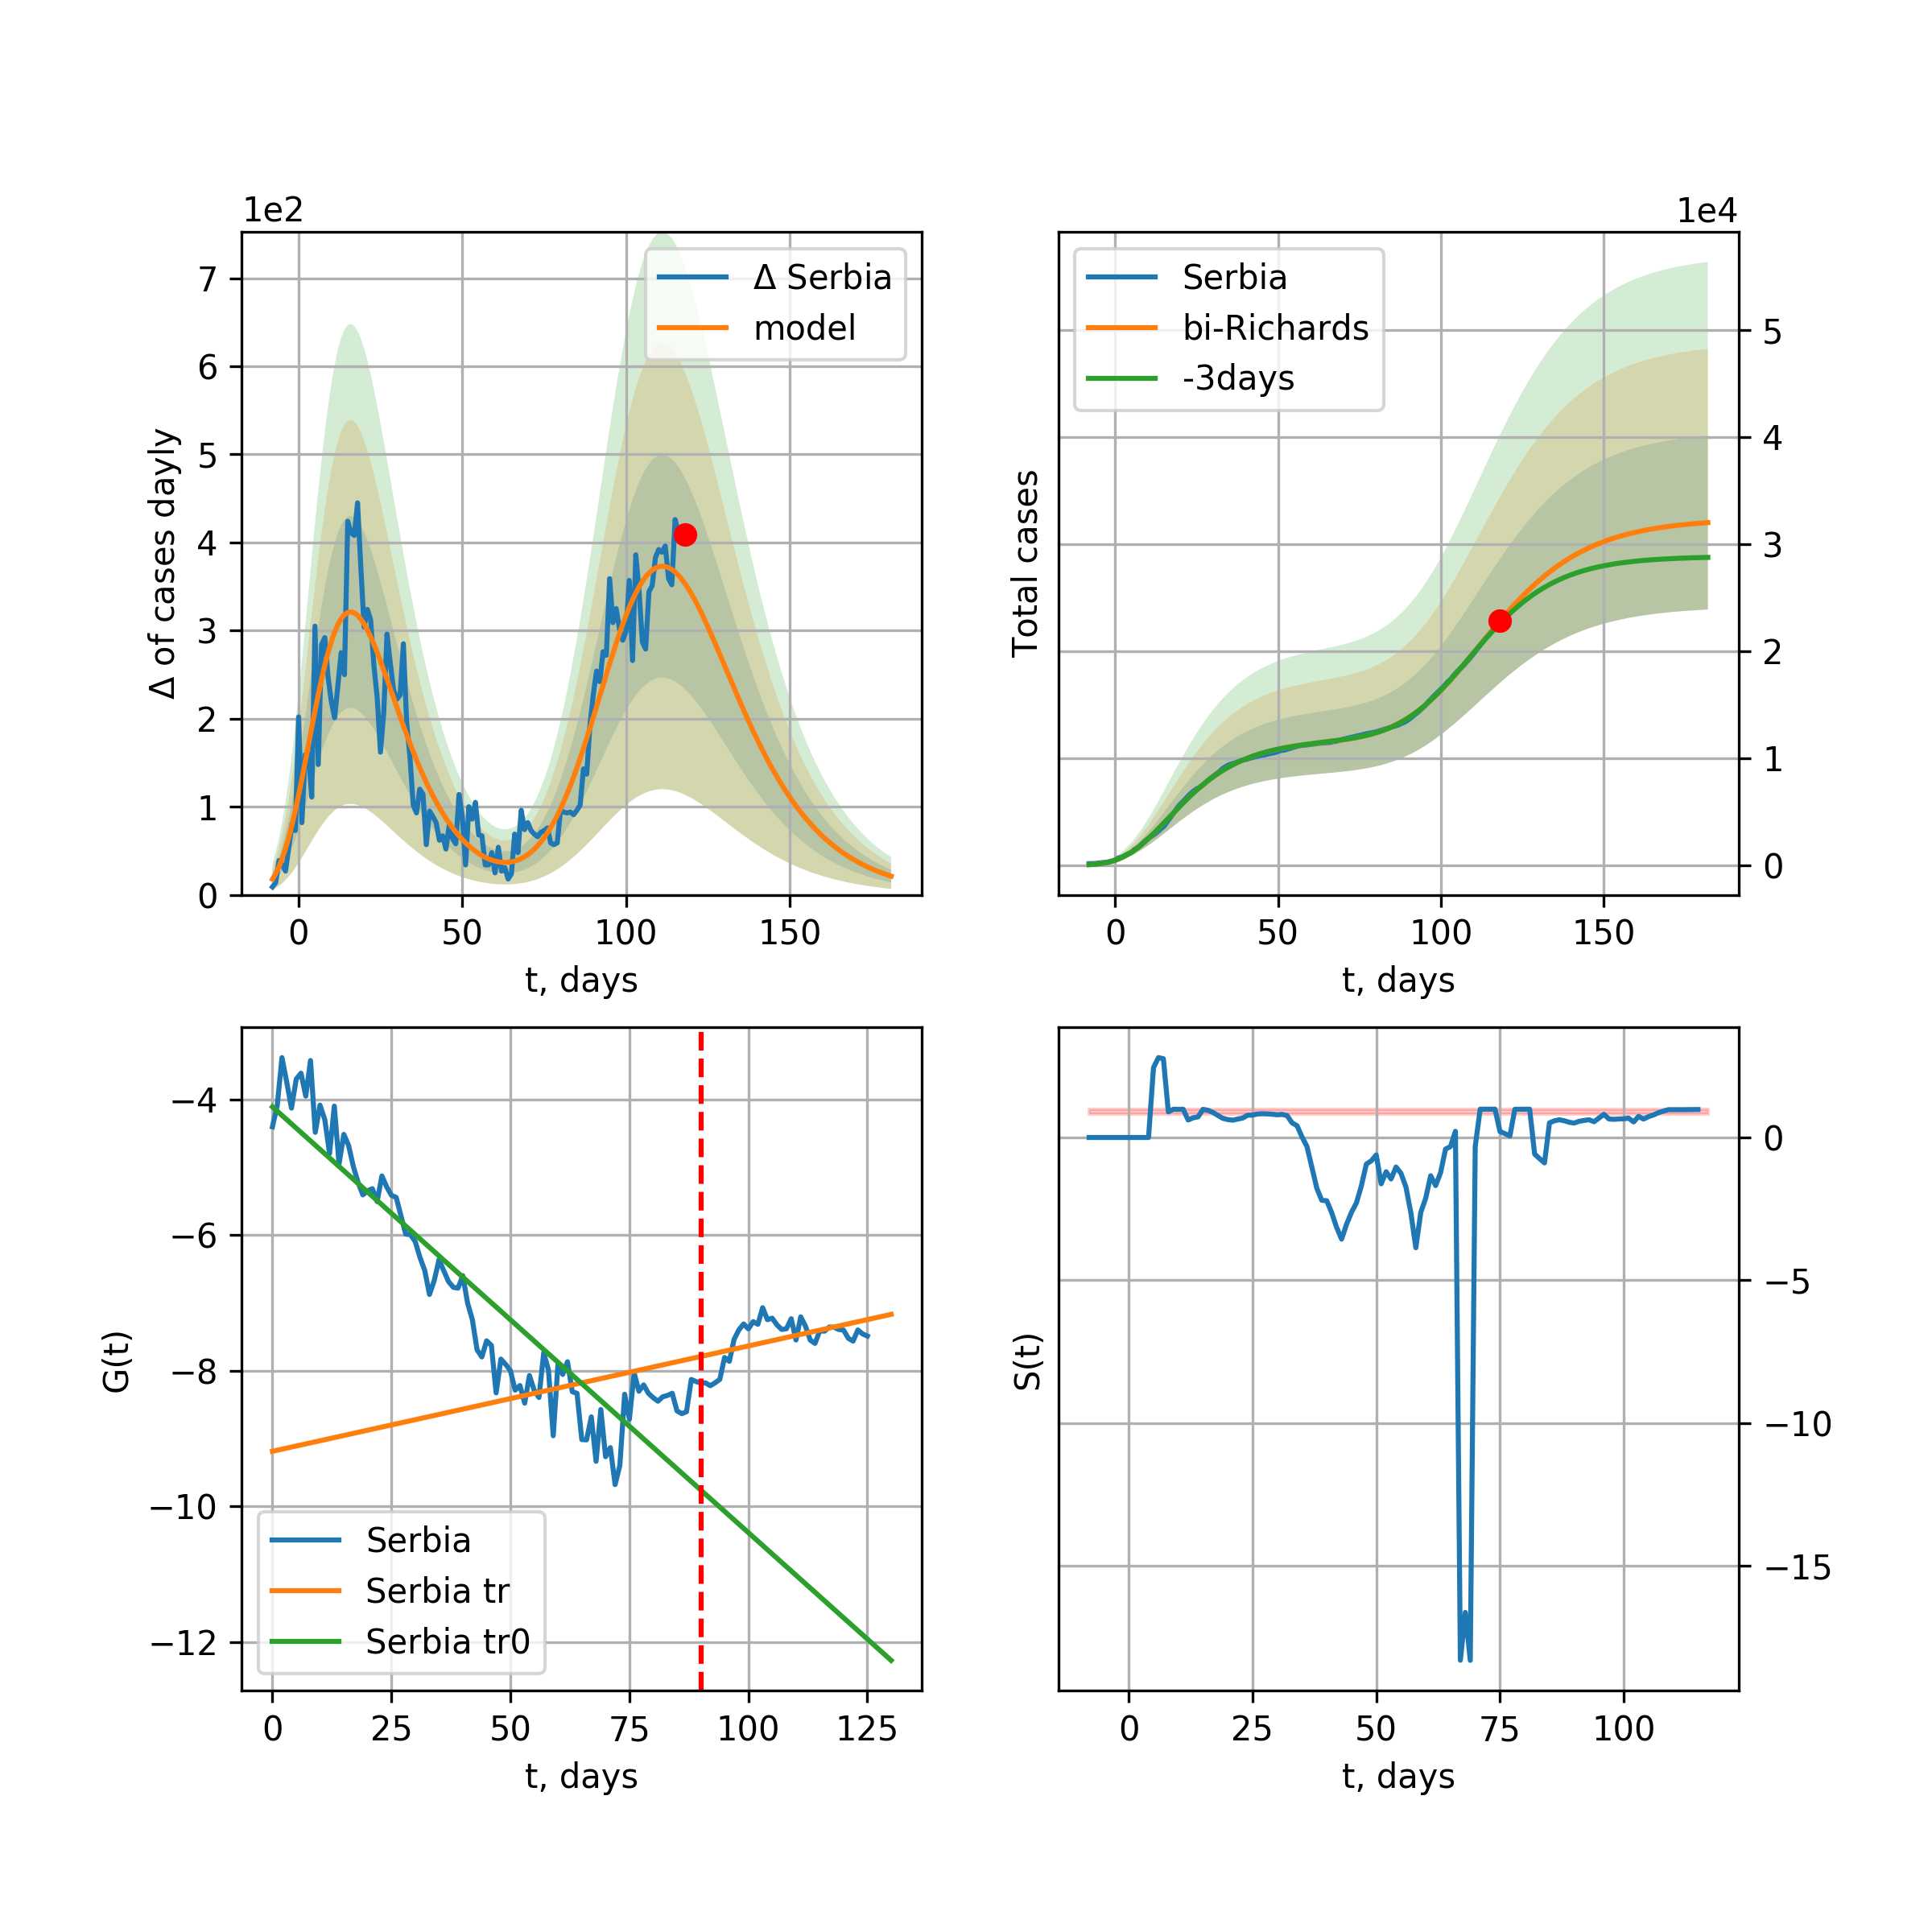 1e2
7
6
5
4
3
2
1
0
Δ of cases dayly
Δ Serbia
model
0 50 100 150
t, days
1e4
Serbia
bi-Richards
-3days
Total cases
5
4
3
2
1
0
0 50 100 150
t, days
−4
−6
−8
−10
−12
G(t)
Serbia
Serbia tr
Serbia tr0
0 25 50 75 100 125
t, days
S(t)
0
−5
−10
−15
0 25 50 75 100
t, days